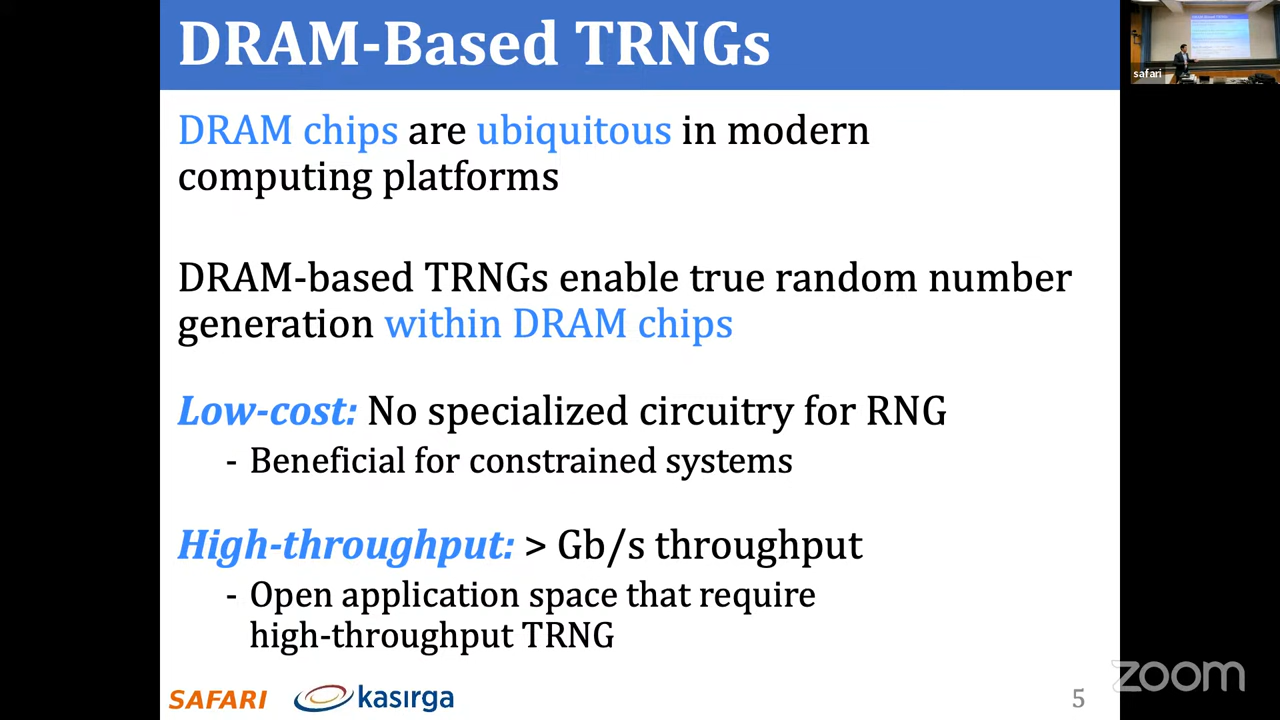 DRAM-Based TRNGs
safari
DRAM chips are ubiquitous in modern
computing platforms
DRAM-based TRNGs enable true random number
generation within DRAM chips
Low-cost: No specialized circuitry for RNG
- Beneficial for constrained systems
High-throughput: > Gb/s throughput
- Open application space that require
high-throughput TRNG
SAFARI
kasırga
5
zoom